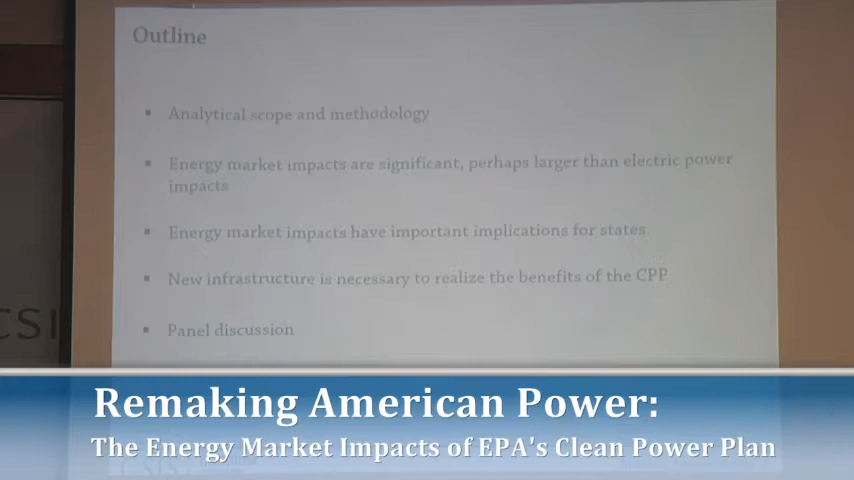 Outline
▪ Analytical scope and methodology
▪ Energy market impacts are significant, perhaps larger than electric power
impacts
▪ Energy market impacts have important implications for states
▪ New infrastructure is necessary to realize the benefits of the CPP
▪ Panel discussion
CSI
Remaking American Power:
The Energy Market Impacts of EPA's Clean Power Plan